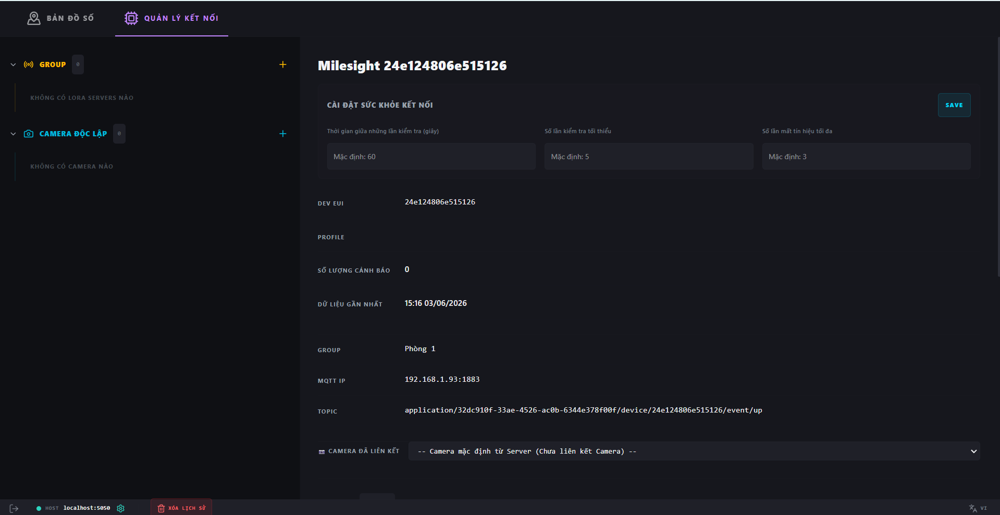 BẢN ĐỒ SỐ
QUẢN LÝ KẾT NỐI
GROUP 0
KHÔNG CÓ LORA SERVERS NÀO
CAMERA ĐỘC LẬP 0
KHÔNG CÓ CAMERA NÀO
Milesight 24e124806e515126
CÀI ĐẶT SỨC KHỎE KẾT NỐI
SAVE
Thời gian giữa những lần kiểm tra (giây)
Mặc định: 60
Số lần kiểm tra tối thiểu
Mặc định: 5
Số lần mất tín hiệu tối đa
Mặc định: 3
DEV EUI 24e124806e515126
PROFILE
SỐ LƯỢNG CẢNH BÁO 0
DỮ LIỆU GẦN NHẤT 15:16 03/06/2026
GROUP Phòng 1
MQTT IP 192.168.1.93:1883
TOPIC application/32dc910f-33ae-4526-ac0b-6344e378f00f/device/24e124806e515126/event/up
CAMERA ĐÃ LIÊN KẾT -- Camera mặc định từ Server (Chưa liên kết Camera) --
HOST localhost:5050
XÓA LỊCH SỬ
VI